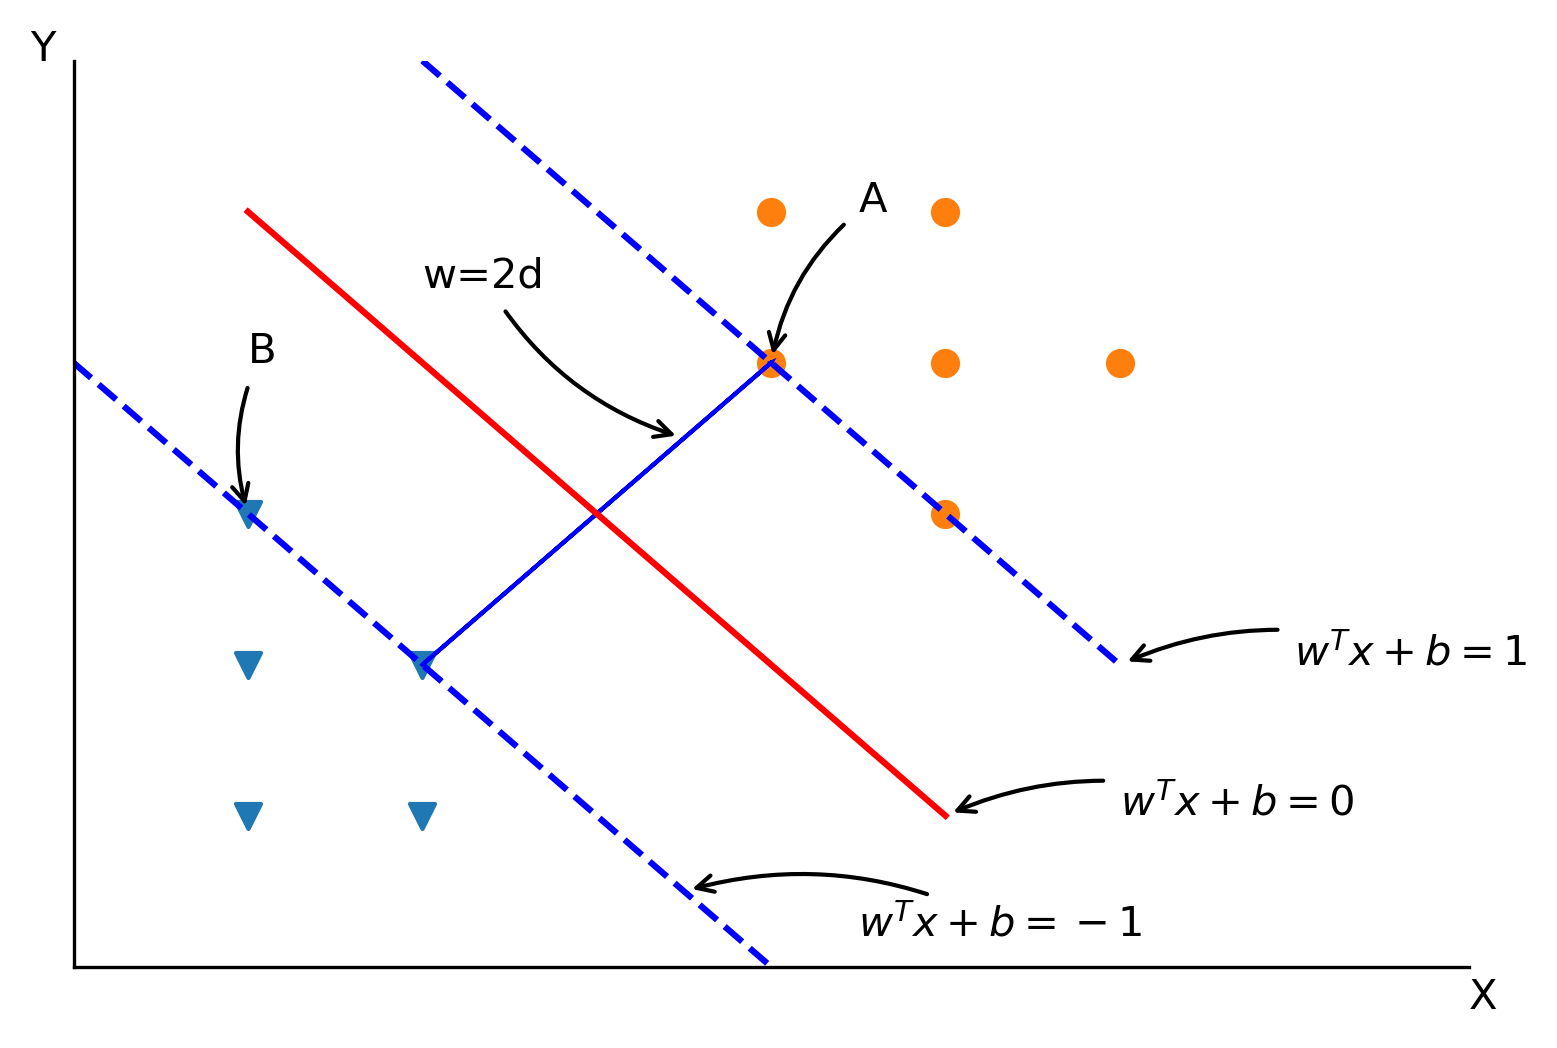 Y
A
w=2d
B
w^T x + b = 1
w^T x + b = 0
w^T x + b = −1
X